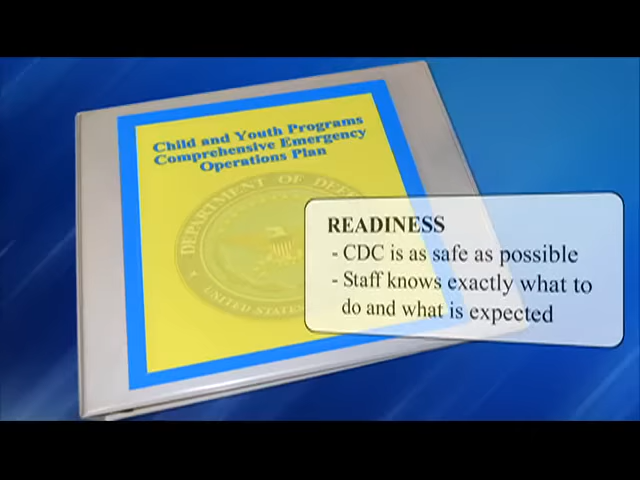 Child and Youth Programs
Comprehensive Emergency
Operations Plan
DEPARTMENT OF
UNITED STATES
READINESS
- CDC is as safe as possible
- Staff knows exactly what to
do and what is expected